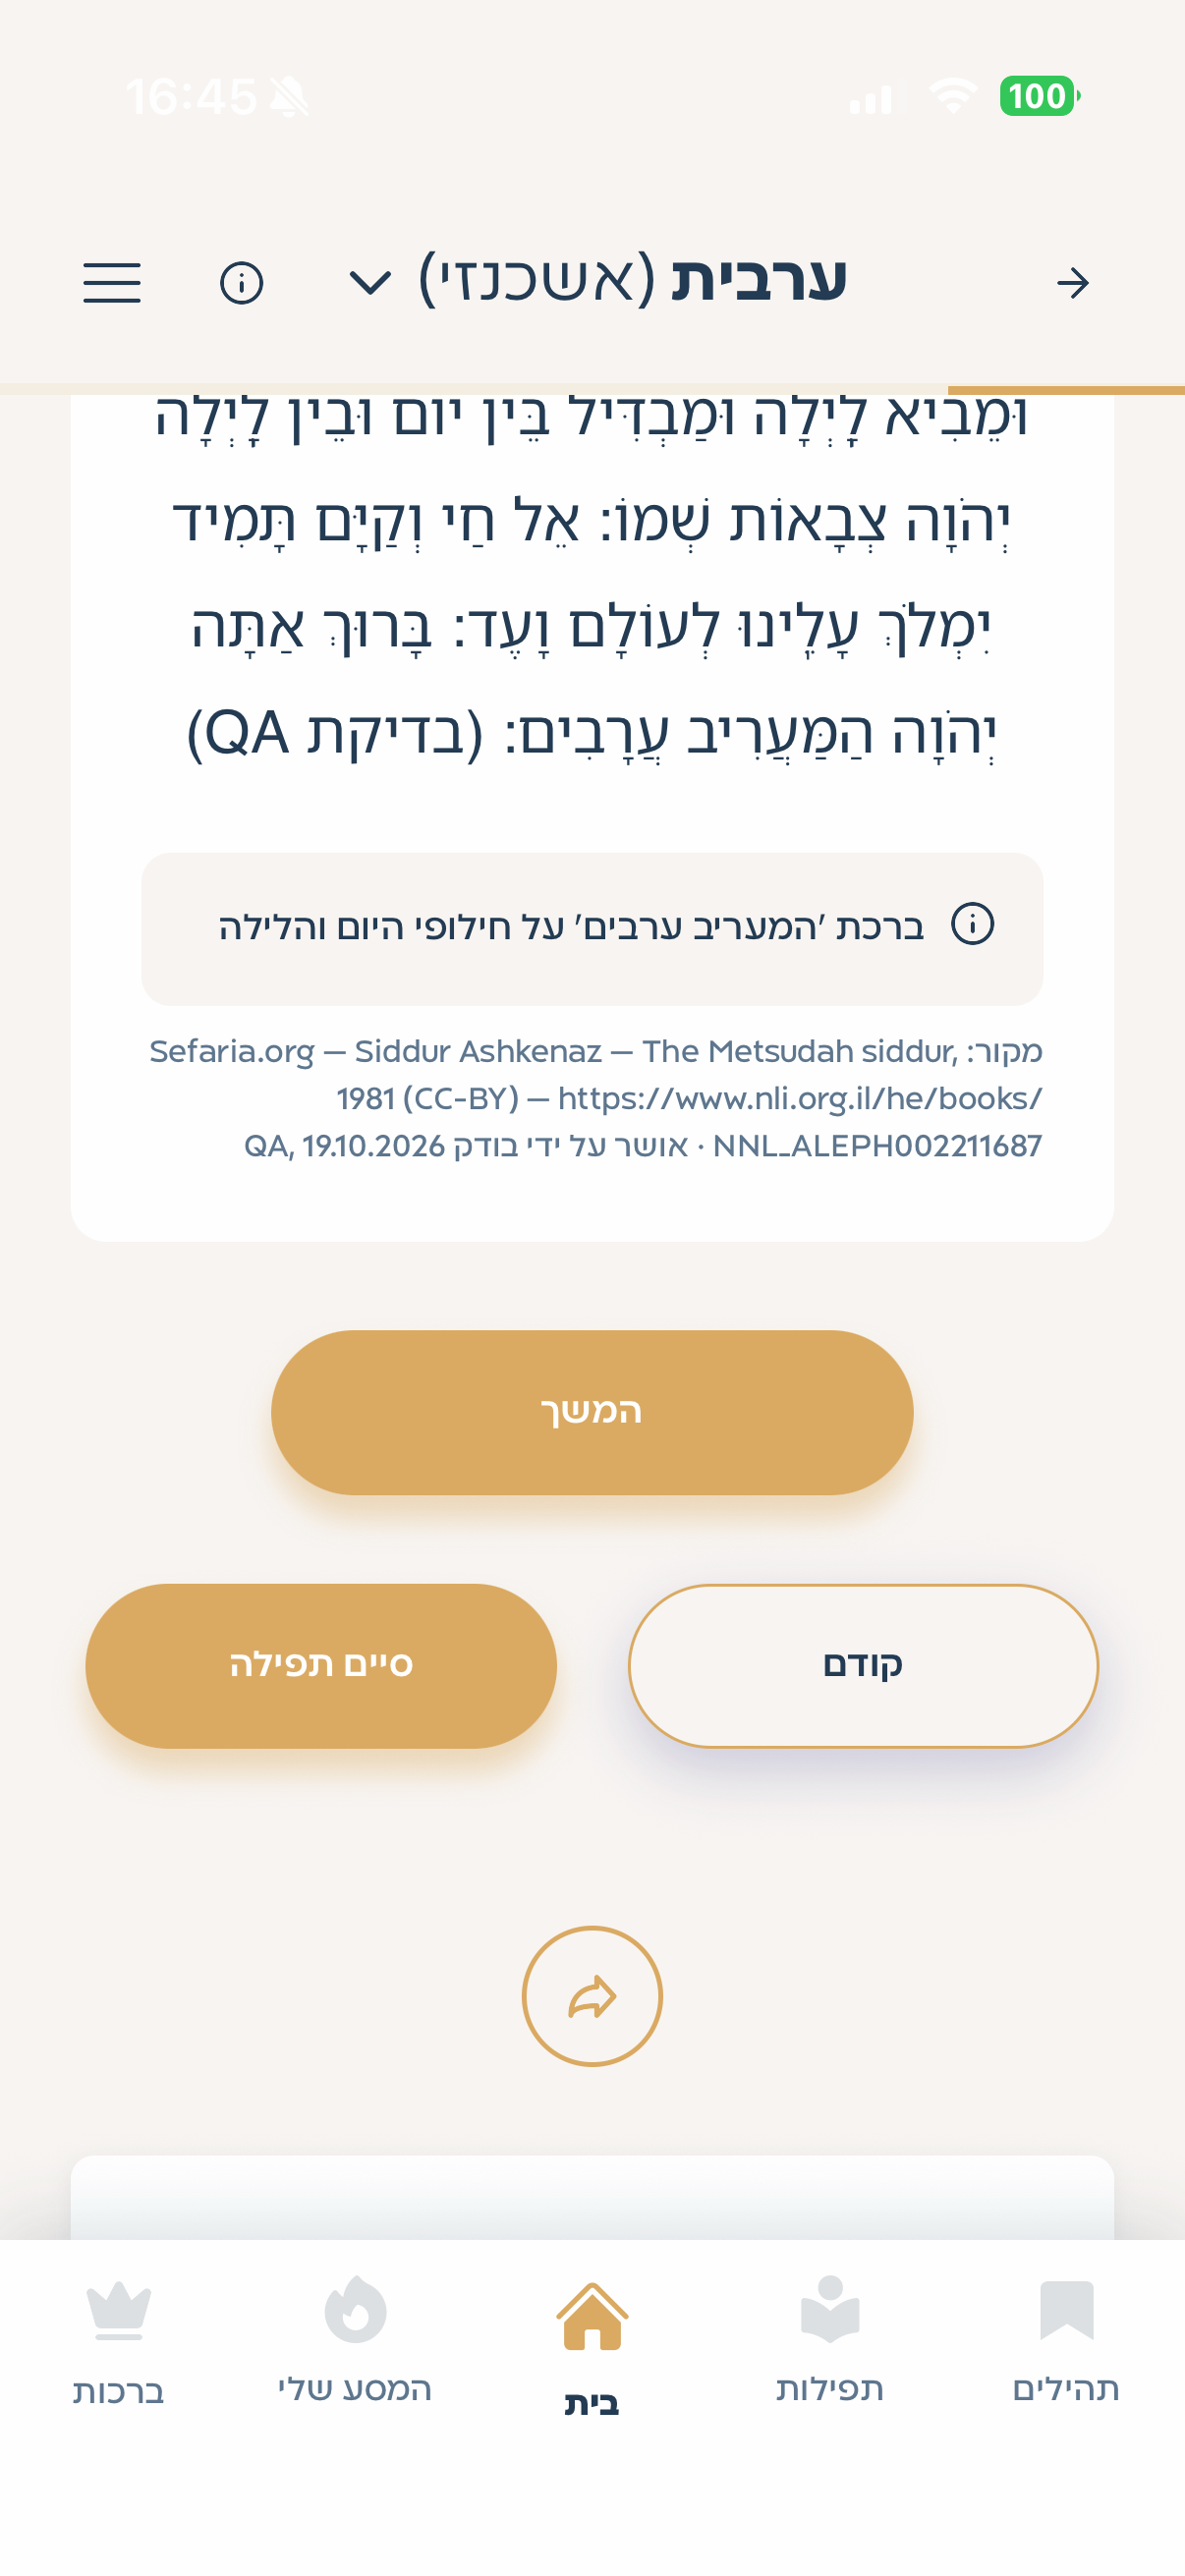 16:45
100
ערבית (אשכנזי)
וּמֵבִיא לָֽיְלָה וּמַבְדִּיל בֵּין יוֹם וּבֵין לָֽיְלָה
יְהֹוָה צְבָאוֹת שְׁמוֹ: אֵל חַי וְקַיָּם תָּמִיד
יִמְלֹךְ עָלֵֽינוּ לְעוֹלָם וָעֶד: בָּרוּךְ אַתָּה
יְהֹוָה הַמַּעֲרִיב עֲרָבִים: (בדיקת QA)
ברכת 'המעריב ערבים' על חילופי היום והלילה
מקור: Sefaria.org — Siddur Ashkenaz — The Metsudah siddur,
1981 (CC-BY) — https://www.nli.org.il/he/books/
NNL_ALEPH002211687 · אושר על ידי בודק QA, 19.10.2026
המשך
קודם
סיים תפילה
תהילים
תפילות
בית
המסע שלי
ברכות